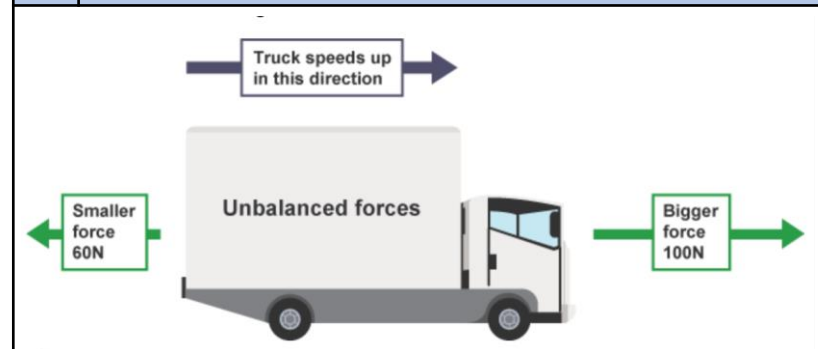 Truck speeds up
in this direction
Unbalanced forces
Smaller
force
60N
Bigger
force
100N